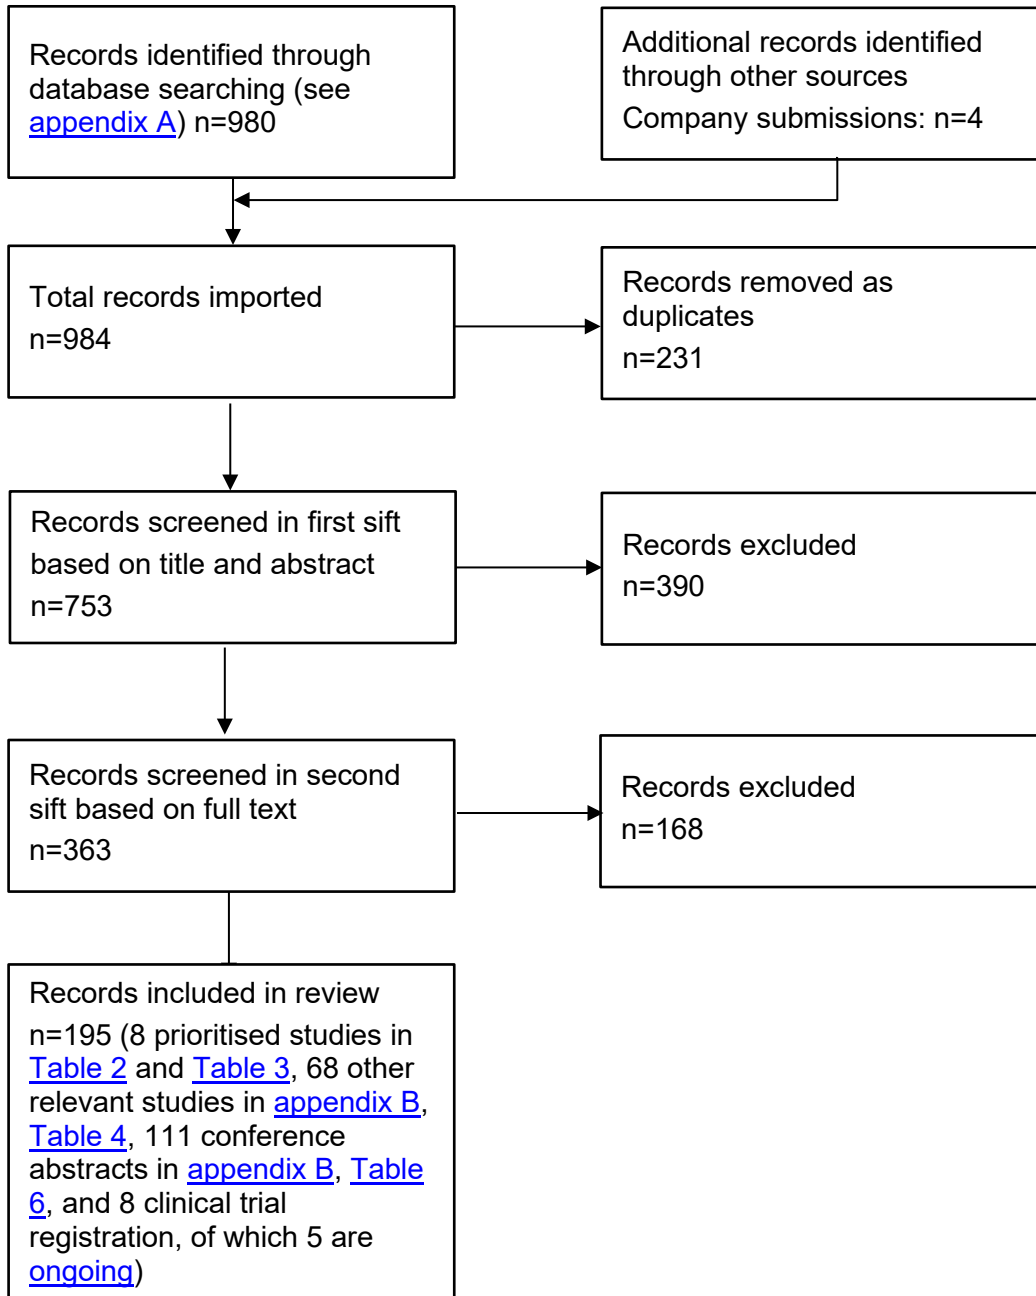 Records identified through
database searching (see
appendix A) n=980
Additional records identified
through other sources
Company submissions: n=4
Total records imported
n=984
Records removed as
duplicates
n=231
Records screened in first sift
based on title and abstract
n=753
Records excluded
n=390
Records screened in second
sift based on full text
n=363
Records excluded
n=168
Records included in review
n=195 (8 prioritised studies in
Table 2 and Table 3, 68 other
relevant studies in appendix B,
Table 4, 111 conference
abstracts in appendix B, Table
6, and 8 clinical trial
registration, of which 5 are
ongoing)